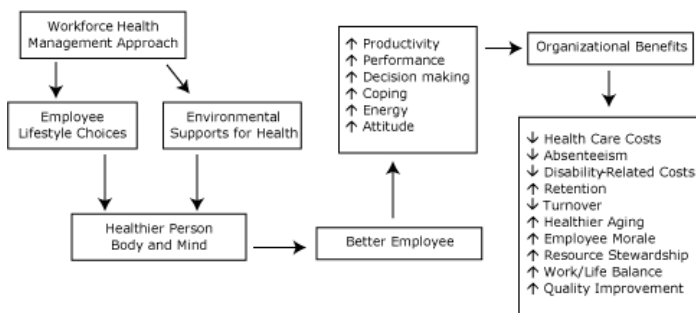 Workforce Health
Management Approach
Employee
Lifestyle Choices
Environmental
Supports for Health
Healthier Person
Body and Mind
Better Employee
↑ Productivity
↑ Performance
↑ Decision making
↑ Coping
↑ Energy
↑ Attitude
Organizational Benefits
↓ Health Care Costs
↓ Absenteeism
↓ Disability-Related Costs
↑ Retention
↓ Turnover
↑ Healthier Aging
↑ Employee Morale
↑ Resource Stewardship
↑ Work/Life Balance
↑ Quality Improvement